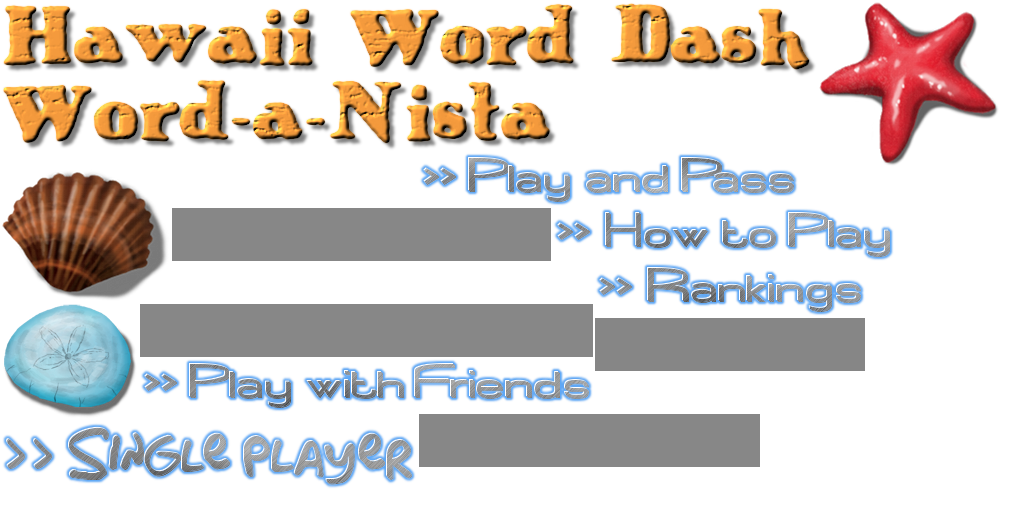 Hawaii Word Dash
Word-a-Nista
>> Play and Pass
>> How to Play
>> Rankings
>> Play with Friends
>> Single player